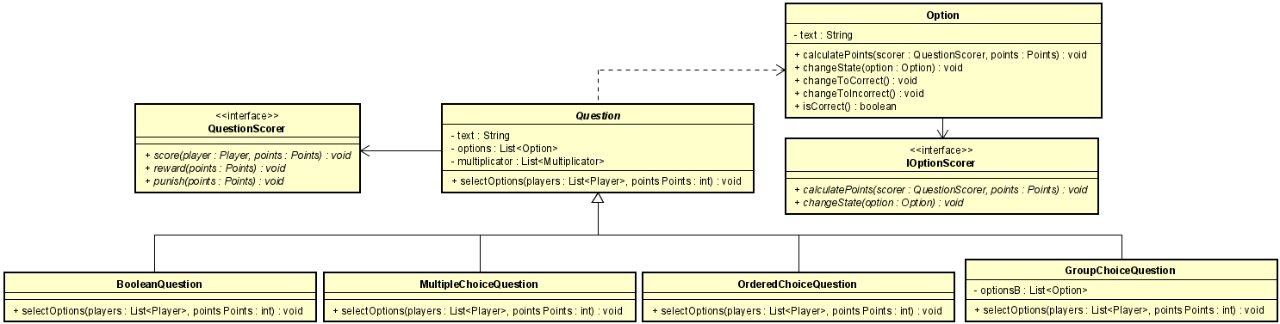 Option
- text : String
+ calculatePoints(scorer : QuestionScorer, points : Points) : void
+ changeState(option : Option) : void
+ changeToCorrect() : void
+ changeToIncorrect() : void
+ isCorrect() : boolean
<<interface>>
QuestionScorer
+ score(player : Player, points : Points) : void
+ reward(points : Points) : void
+ punish(points : Points) : void
Question
- text : String
- options : List<Option>
- multiplicator : List<Multiplicator>
+ selectOptions(players : List<Player>, points Points : int) : void
<<interface>>
IOptionScorer
+ calculatePoints(scorer : QuestionScorer, points : Points) : void
+ changeState(option : Option) : void
BooleanQuestion
+ selectOptions(players : List<Player>, points Points : int) : void
MultipleChoiceQuestion
+ selectOptions(players : List<Player>, points Points : int) : void
OrderedChoiceQuestion
+ selectOptions(players : List<Player>, points Points : int) : void
GroupChoiceQuestion
- optionsB : List<Option>
+ selectOptions(players : List<Player>, points Points : int) : void